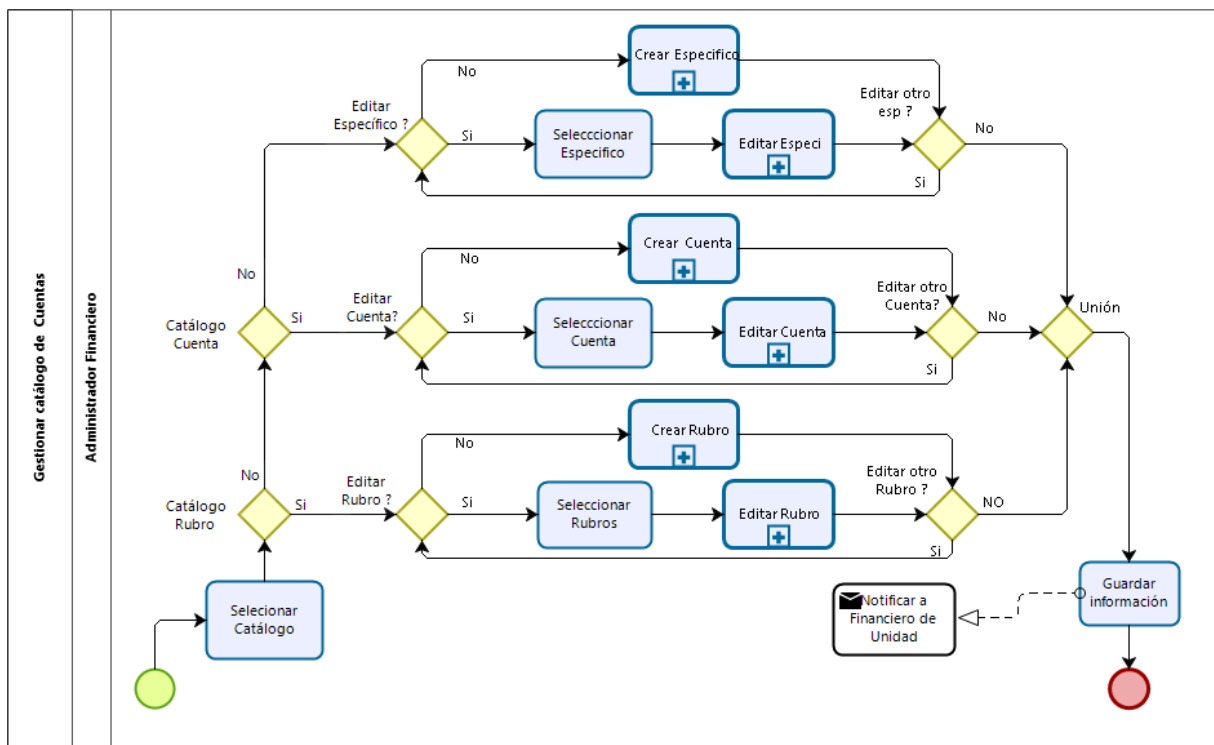 Gestionar catálogo de Cuentas
Administrador Financiero
No
Crear Especifico
Editar otro
esp ?
Editar
Específico ?
Si
Selecccionar
Especifico
Editar Especi
No
Si
No
Crear Cuenta
Editar otro
Cuenta?
No
Editar
Cuenta?
Catálogo
Cuenta
Si
Si
Selecccionar
Cuenta
Editar Cuenta
No
Unión
Si
No
Crear Rubro
Editar otro
Rubro ?
No
Editar
Rubro ?
Catálogo
Rubro
Si
Si
Seleccionar
Rubros
Editar Rubro
NO
Si
Selecionar
Catálogo
Notificar a
Financiero de
Unidad
Guardar
información